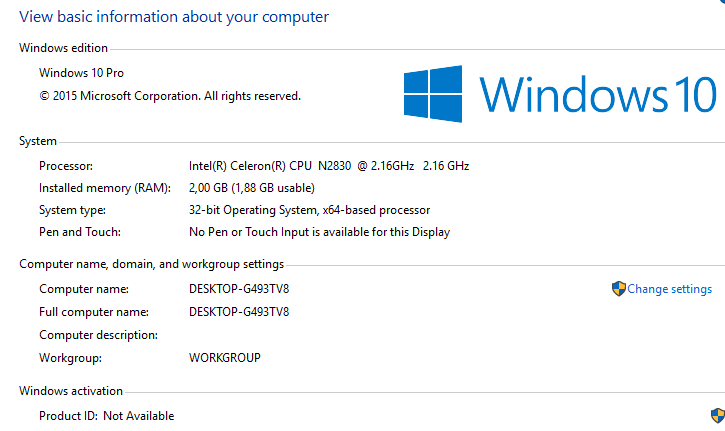 View basic information about your computer
Windows edition
Windows 10 Pro
© 2015 Microsoft Corporation. All rights reserved.
Windows 10
System
Processor: Intel(R) Celeron(R) CPU N2830 @ 2.16GHz 2.16 GHz
Installed memory (RAM): 2,00 GB (1,88 GB usable)
System type: 32-bit Operating System, x64-based processor
Pen and Touch: No Pen or Touch Input is available for this Display
Computer name, domain, and workgroup settings
Computer name: DESKTOP-G493TV8 Change settings
Full computer name: DESKTOP-G493TV8
Computer description:
Workgroup: WORKGROUP
Windows activation
Product ID: Not Available